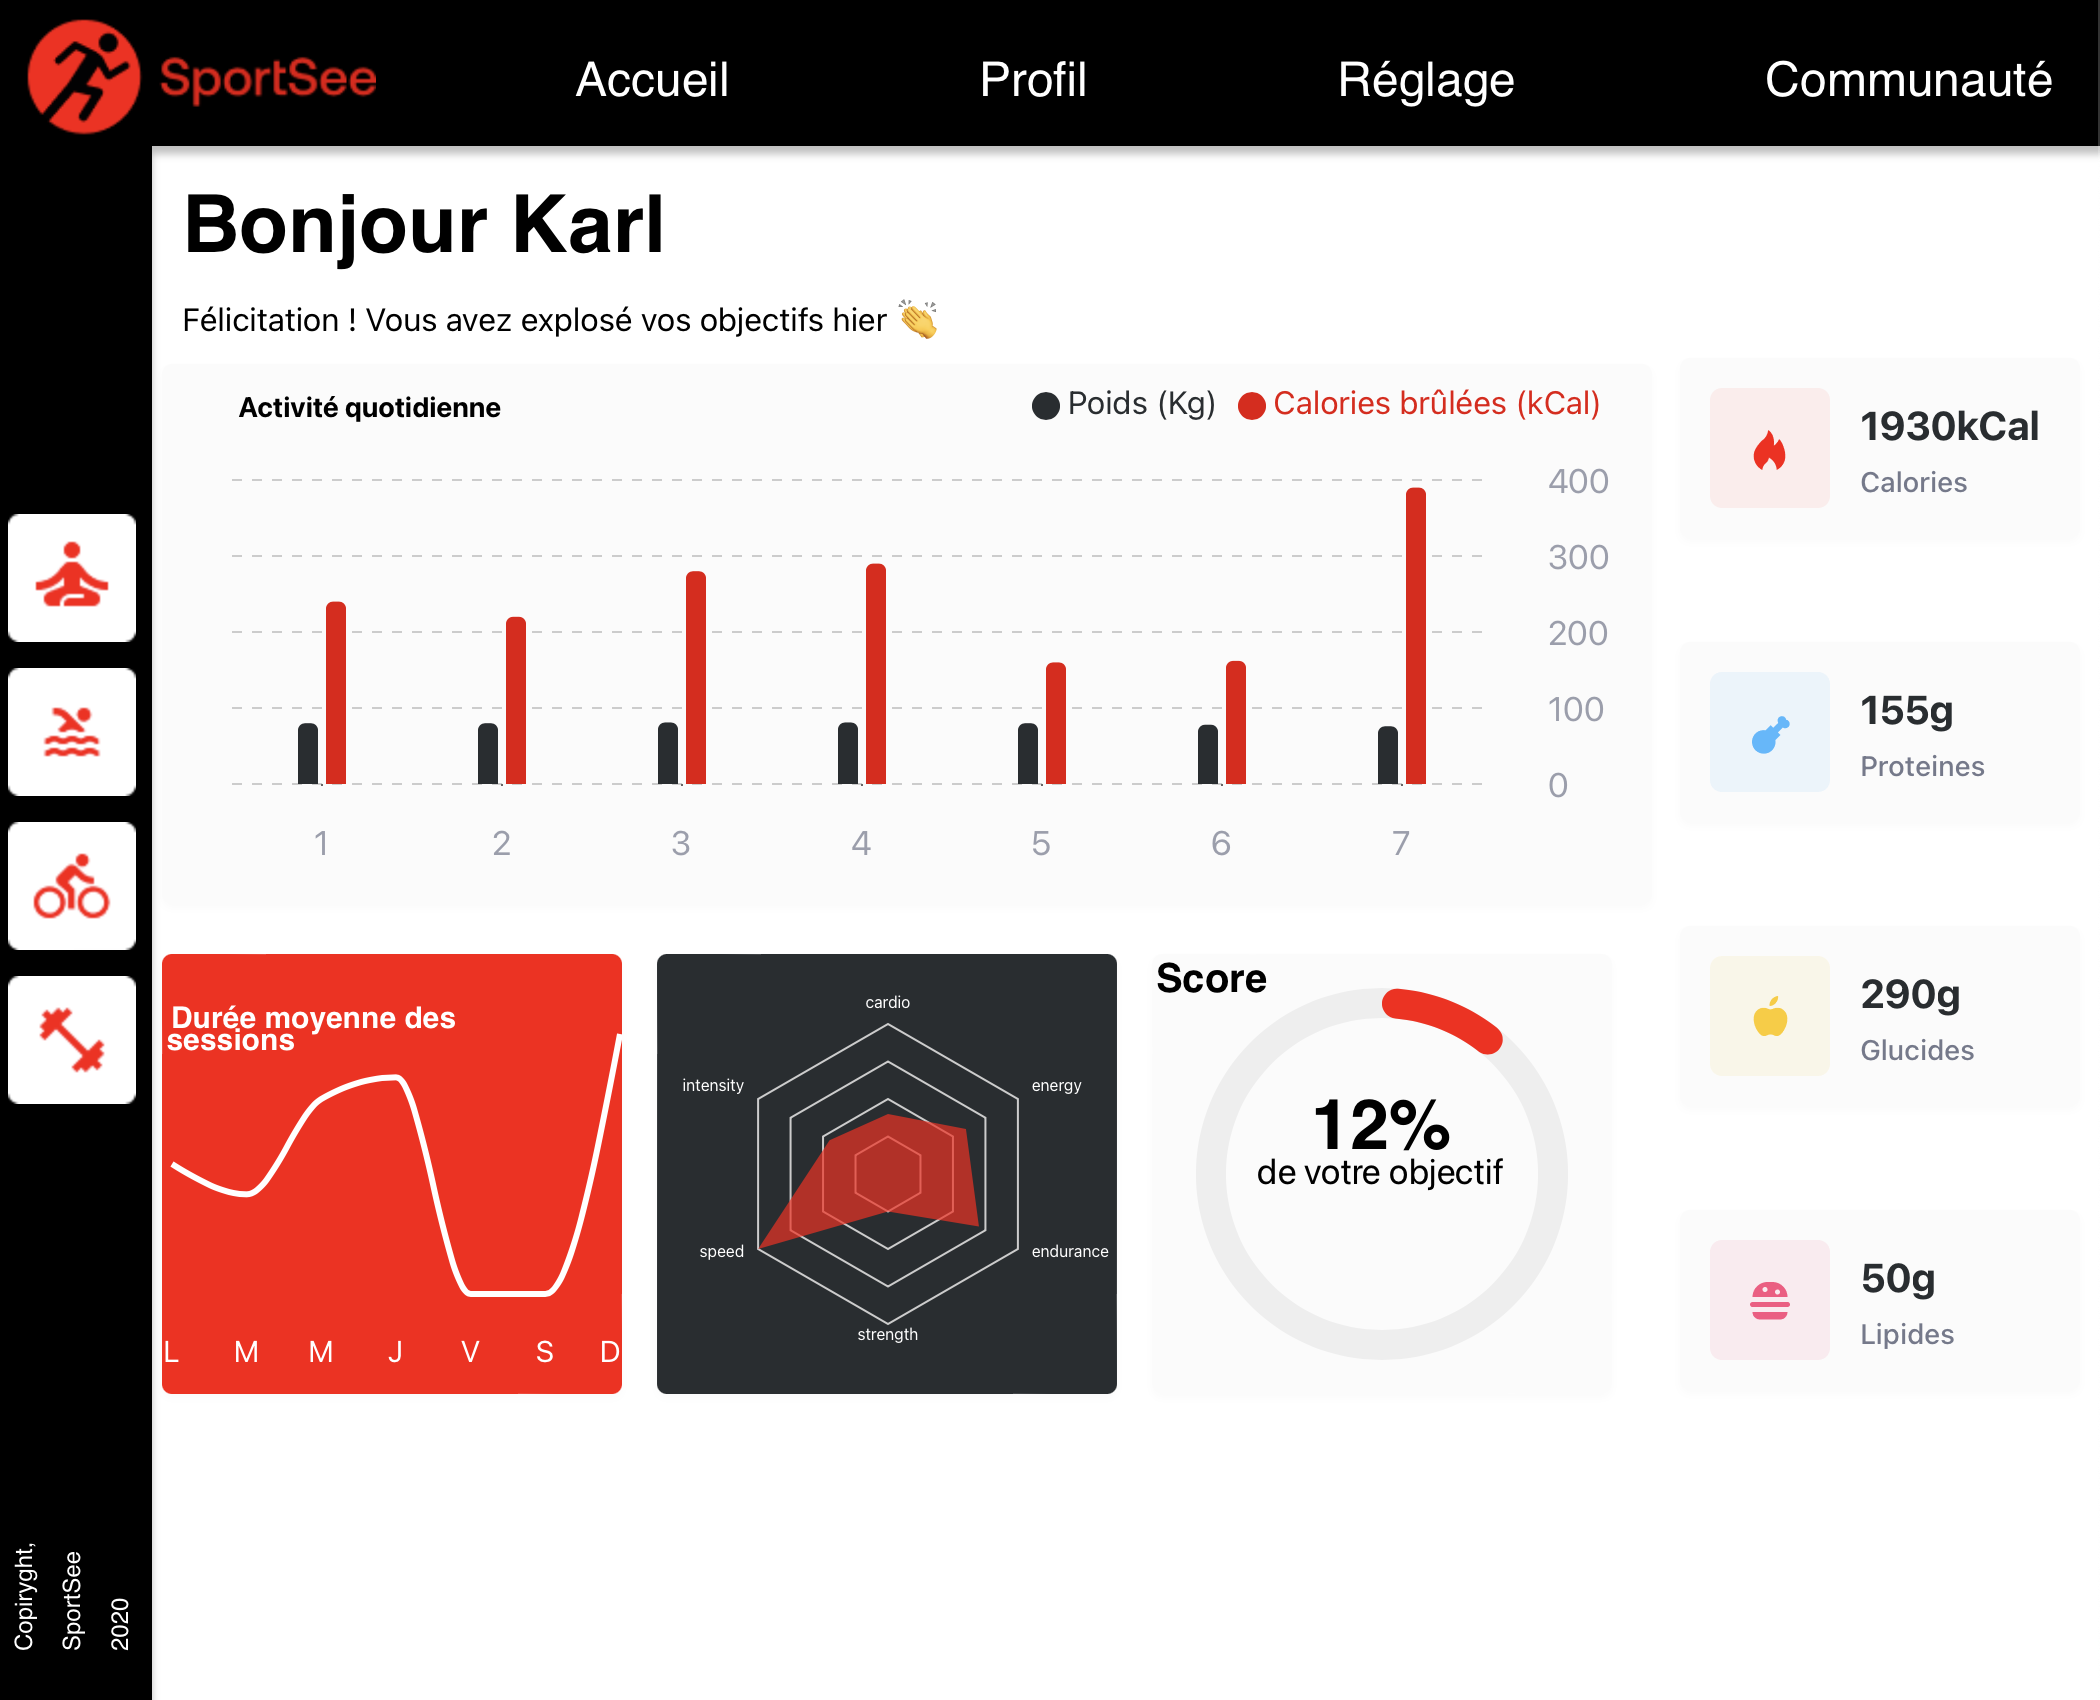 SportSee
Accueil
Profil
Réglage
Communauté
Bonjour Karl
Félicitation ! Vous avez explosé vos objectifs hier 👏
Activité quotidienne
Poids (Kg)
Calories brûlées (kCal)
400
300
200
100
0
1
2
3
4
5
6
7
1930kCal
Calories
155g
Proteines
290g
Glucides
50g
Lipides
Durée moyenne des
sessions
L
M
M
J
V
S
D
cardio
energy
endurance
strength
speed
intensity
Score
12%
de votre objectif
Copiryght,
SportSee
2020